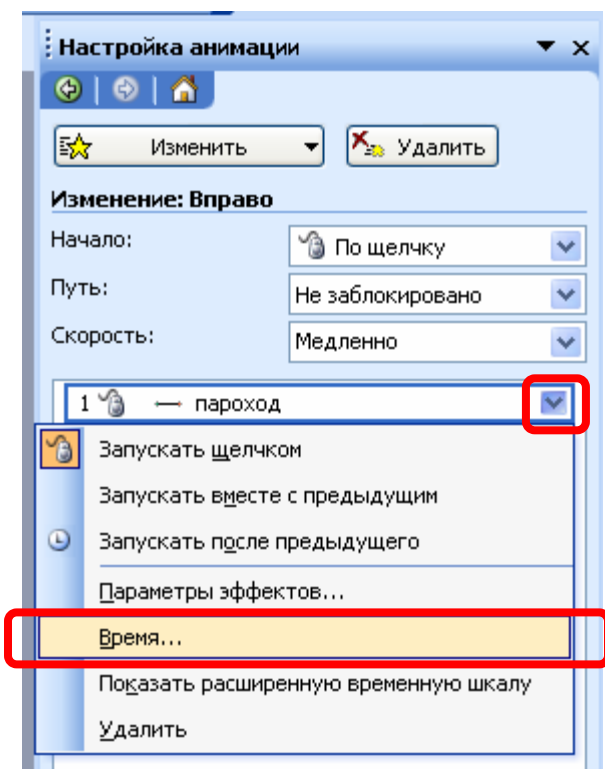 Настройка анимации
Изменить
Удалить
Изменение: Вправо
Начало: По щелчку
Путь: Не заблокировано
Скорость: Медленно
1 пароход
Запускать щелчком
Запускать вместе с предыдущим
Запускать после предыдущего
Параметры эффектов...
Время...
Показать расширенную временную шкалу
Удалить